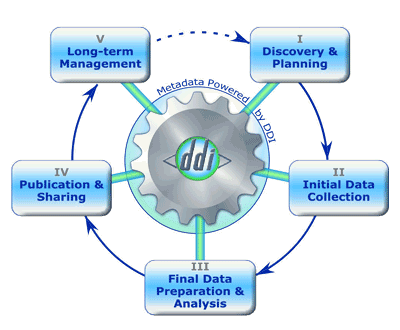 V
Long-term
Management
I
Discovery &
Planning
Metadata Powered by DDI
ddi
II
Initial Data
Collection
IV
Publication &
Sharing
III
Final Data
Preparation &
Analysis